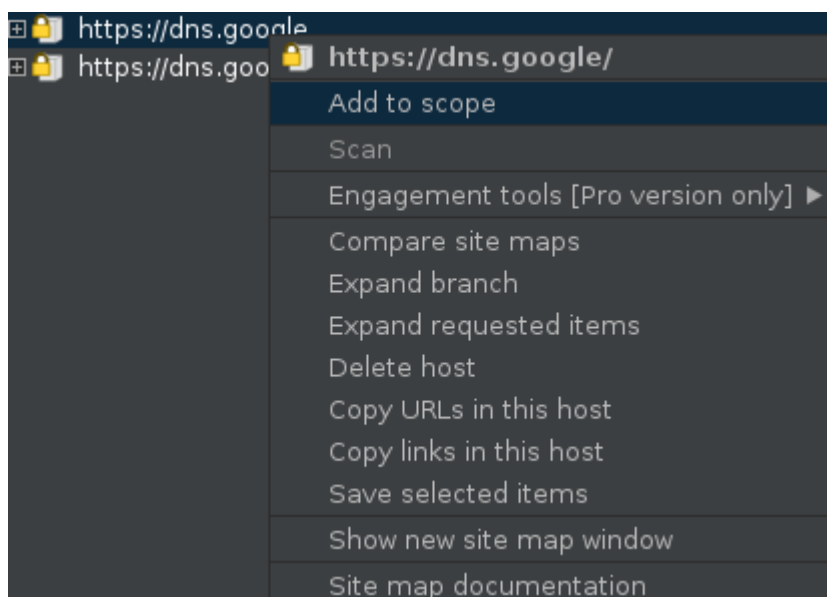 https://dns.google
https://dns.goo
https://dns.google/
Add to scope
Scan
Engagement tools [Pro version only]
Compare site maps
Expand branch
Expand requested items
Delete host
Copy URLs in this host
Copy links in this host
Save selected items
Show new site map window
Site map documentation